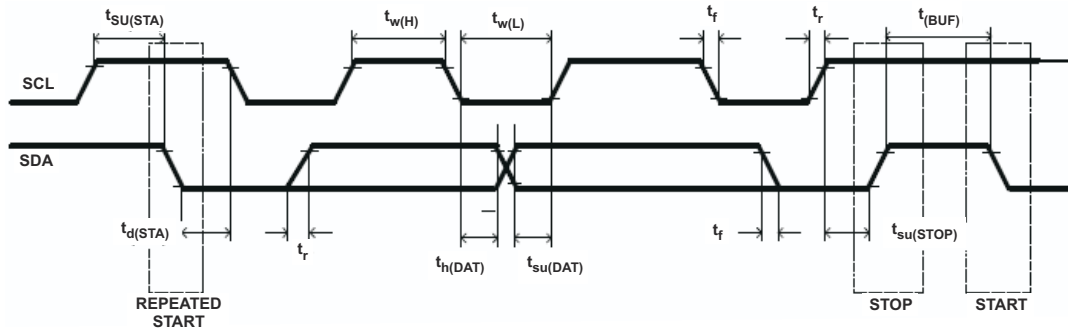 tSU(STA) tw(H) tw(L) tf tr t(BUF)
SCL
SDA
td(STA) tr th(DAT) tsu(DAT) tf tsu(STOP)
REPEATED
START
STOP
START